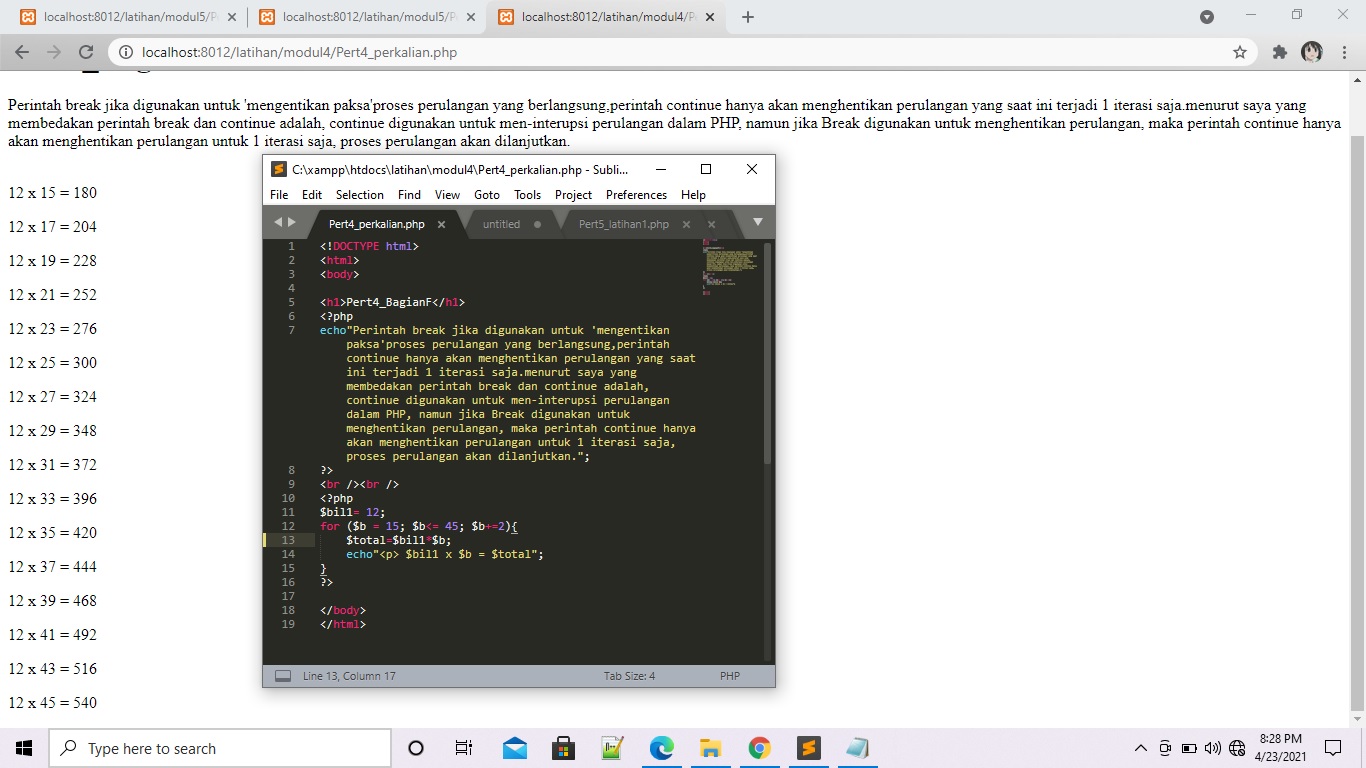 localhost:8012/latihan/modul5/P
localhost:8012/latihan/modul5/P
localhost:8012/latihan/modul4/P
localhost:8012/latihan/modul4/Pert4_perkalian.php
Perintah break jika digunakan untuk 'mengentikan paksa'proses perulangan yang berlangsung,perintah continue hanya akan menghentikan perulangan yang saat ini terjadi 1 iterasi saja.menurut saya yang
membedakan perintah break dan continue adalah, continue digunakan untuk men-interupsi perulangan dalam PHP, namun jika Break digunakan untuk menghentikan perulangan, maka perintah continue hanya
akan menghentikan perulangan untuk 1 iterasi saja, proses perulangan akan dilanjutkan.
12 x 15 = 180
12 x 17 = 204
12 x 19 = 228
12 x 21 = 252
12 x 23 = 276
12 x 25 = 300
12 x 27 = 324
12 x 29 = 348
12 x 31 = 372
12 x 33 = 396
12 x 35 = 420
12 x 37 = 444
12 x 39 = 468
12 x 41 = 492
12 x 43 = 516
12 x 45 = 540
C:\xampp\htdocs\latihan\modul4\Pert4_perkalian.php - Subli...
File Edit Selection Find View Goto Tools Project Preferences Help
Pert4_perkalian.php untitled Pert5_latihan1.php
1 <!DOCTYPE html>
2 <html>
3 <body>
4
5 <h1>Pert4_BagianF</h1>
6 <?php
7 echo"Perintah break jika digunakan untuk 'mengentikan
paksa'proses perulangan yang berlangsung,perintah
continue hanya akan menghentikan perulangan yang saat
ini terjadi 1 iterasi saja.menurut saya yang
membedakan perintah break dan continue adalah,
continue digunakan untuk men-interupsi perulangan
dalam PHP, namun jika Break digunakan untuk
menghentikan perulangan, maka perintah continue hanya
akan menghentikan perulangan untuk 1 iterasi saja,
proses perulangan akan dilanjutkan.";
8 ?>
9 <br /><br />
10 <?php
11 $bil1= 12;
12 for ($b = 15; $b<= 45; $b+=2){
13 $total=$bil1*$b;
14 echo"<p> $bil1 x $b = $total";
15 }
16 ?>
17
18 </body>
19 </html>
Line 13, Column 17 Tab Size: 4 PHP
Type here to search
8:28 PM
4/23/2021